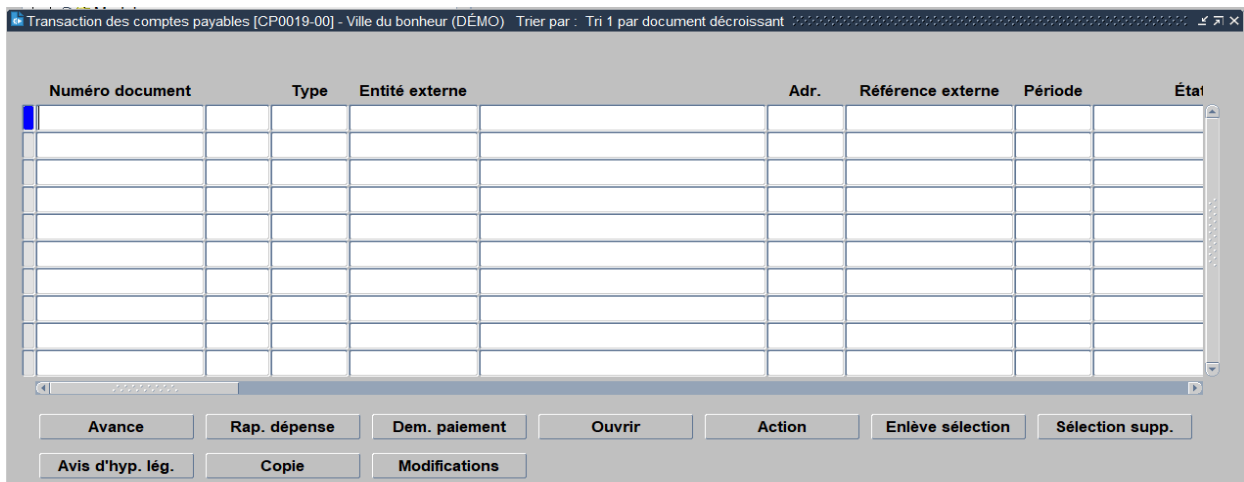 Transaction des comptes payables [CP0019-00] - Ville du bonheur (DÉMO) Trier par : Tri 1 par document décroissant
Numéro document Type Entité externe Adr. Référence externe Période État
Avance Rap. dépense Dem. paiement Ouvrir Action Enlève sélection Sélection supp.
Avis d'hyp. lég. Copie Modifications